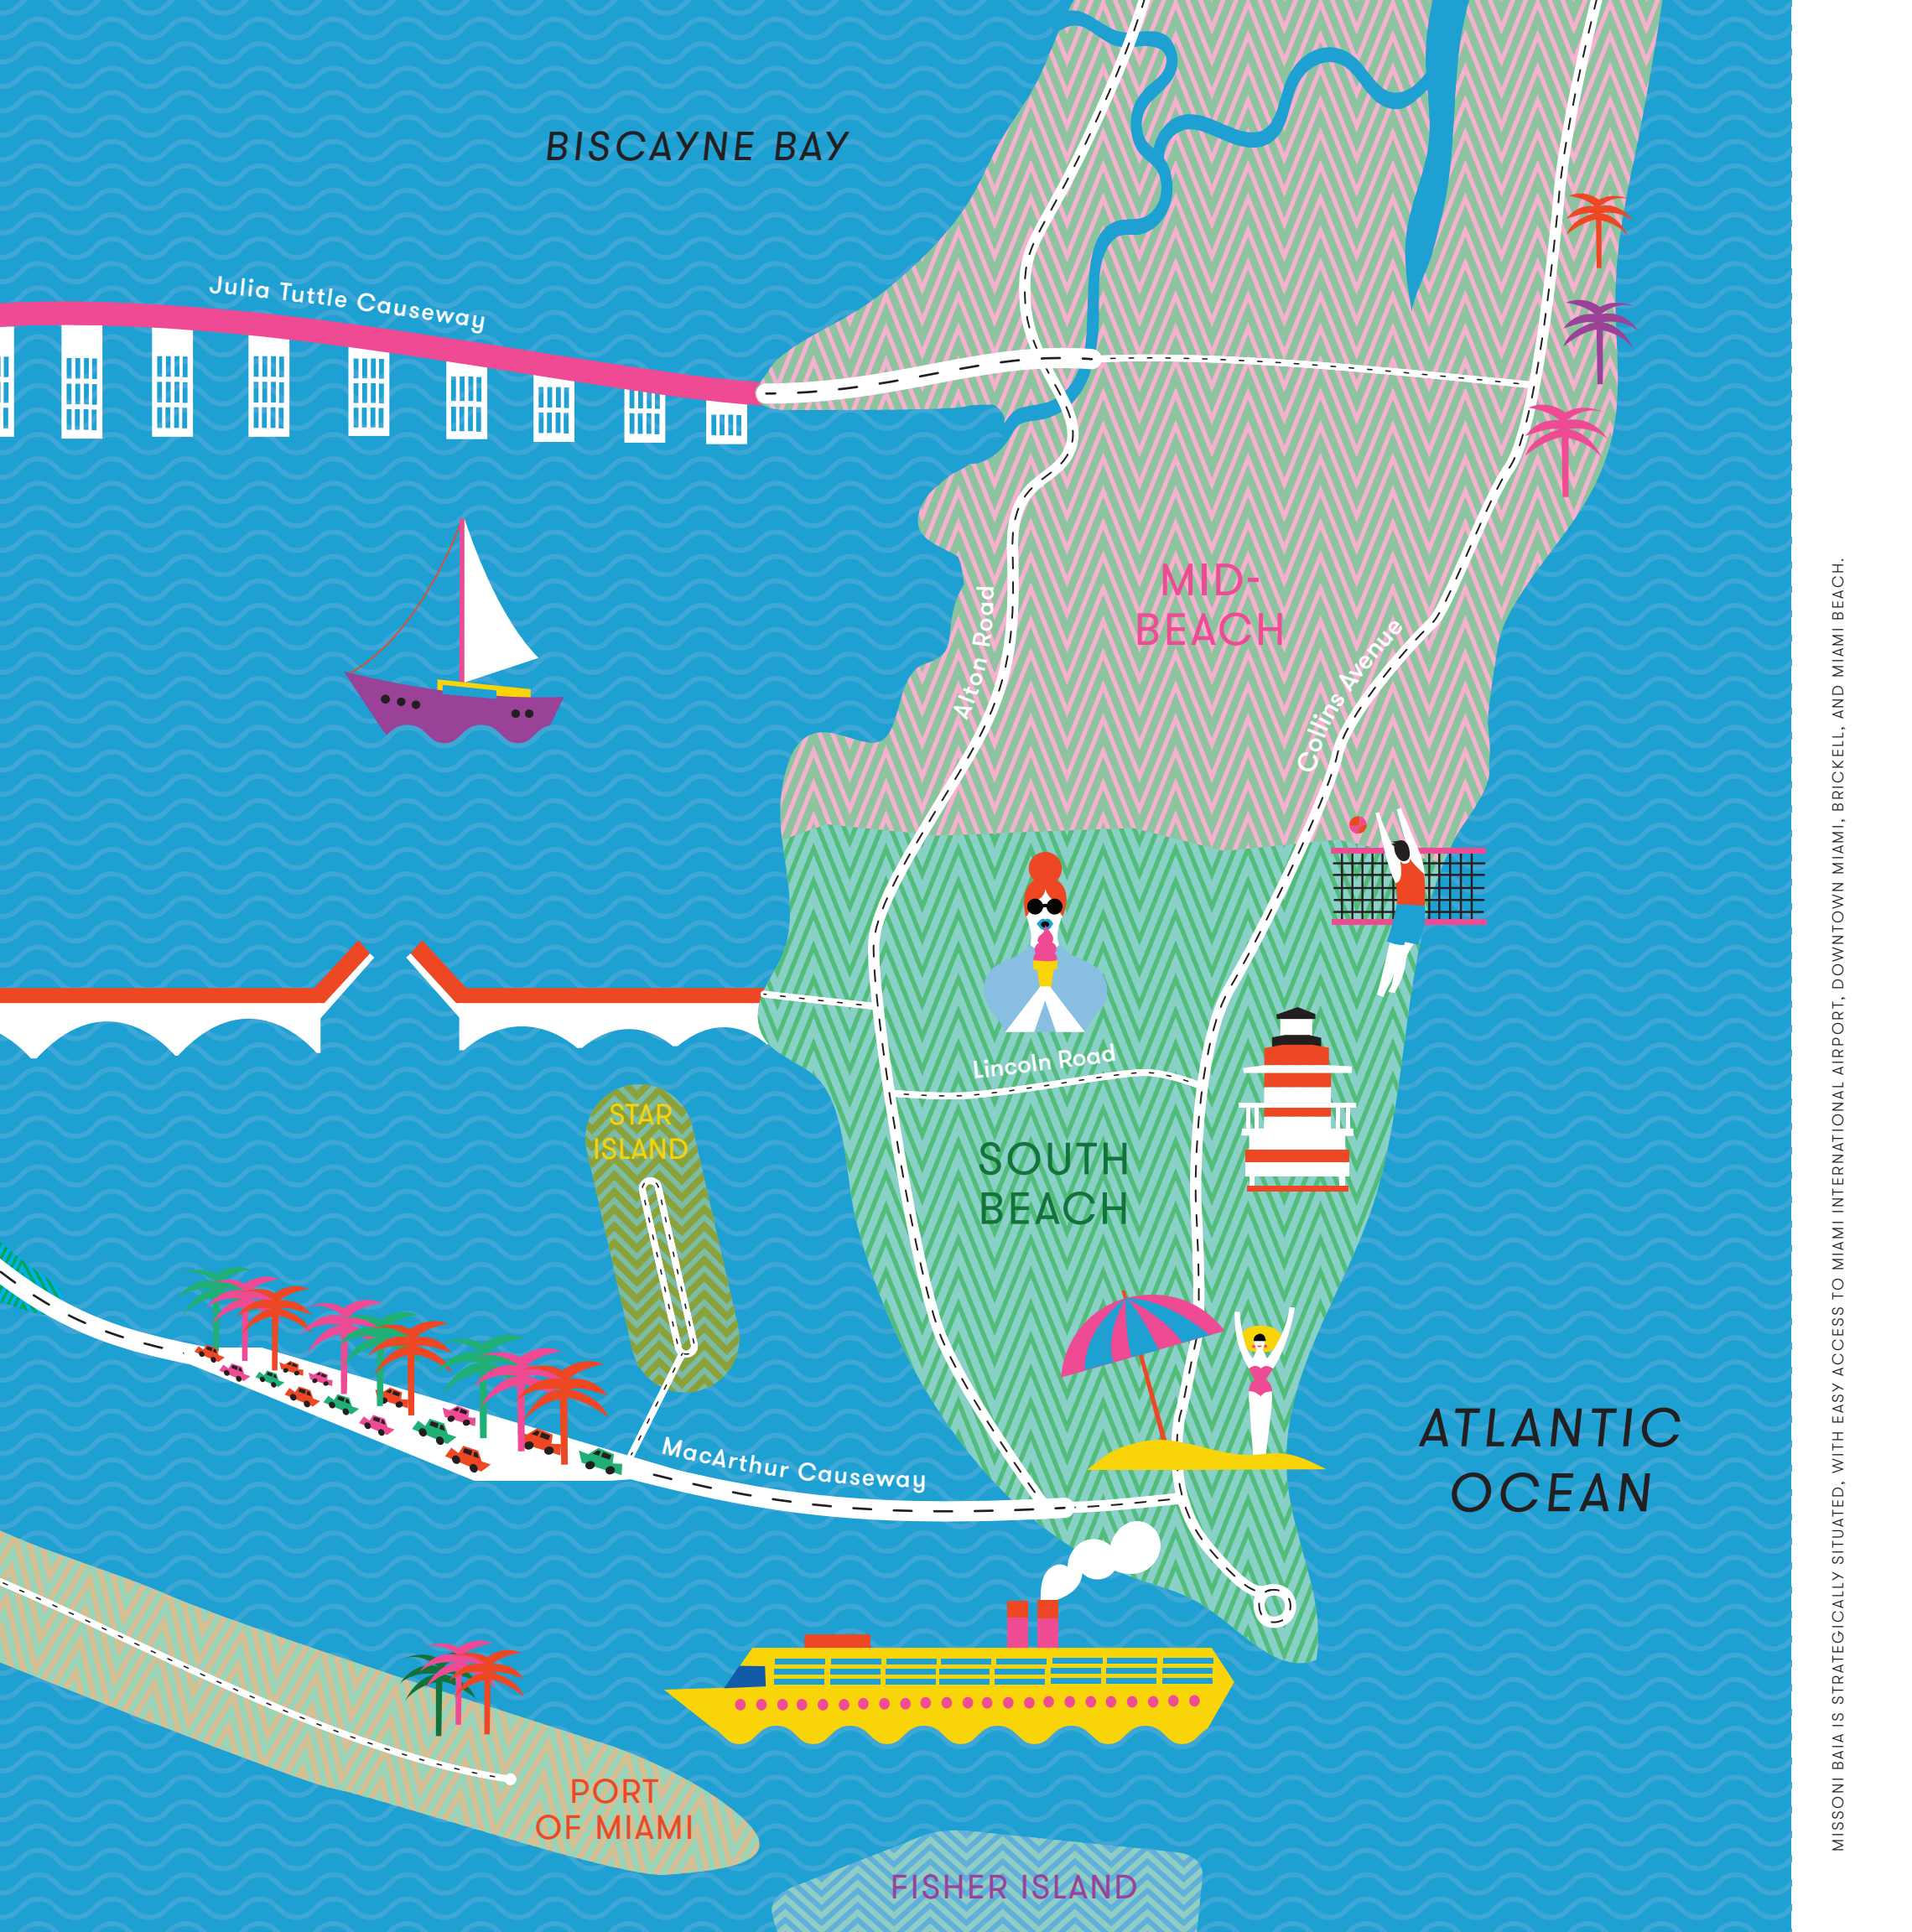 BISCAYNE BAY
Julia Tuttle Causeway
MID-
BEACH
Alton Road
Collins Avenue
Lincoln Road
STAR
ISLAND
SOUTH
BEACH
MacArthur Causeway
ATLANTIC
OCEAN
PORT
OF MIAMI
FISHER ISLAND
MISSONI BAIA IS STRATEGICALLY SITUATED, WITH EASY ACCESS TO MIAMI INTERNATIONAL AIRPORT, DOWNTOWN MIAMI, BRICKELL, AND MIAMI BEACH.